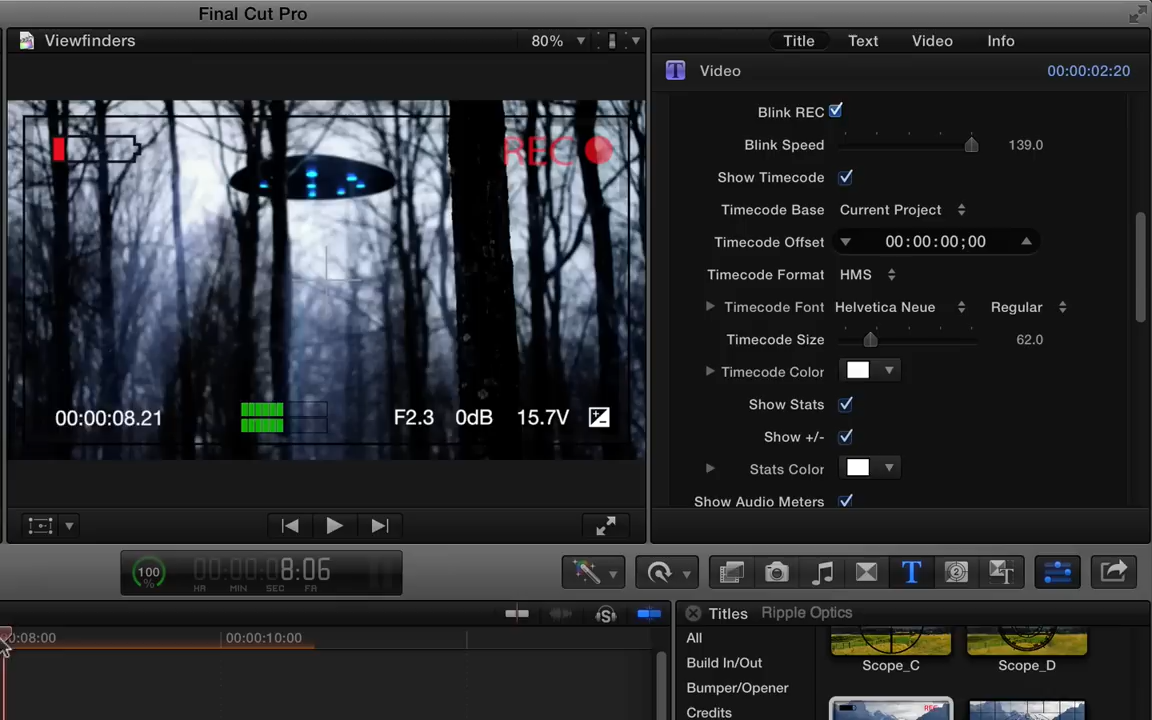 Final Cut Pro
Viewfinders
80%
Title Text Video Info
T Video 00:00:02:20
Blink REC
Blink Speed 139.0
Show Timecode
Timecode Base Current Project
Timecode Offset 00:00:00;00
Timecode Format HMS
Timecode Font Helvetica Neue Regular
Timecode Size 62.0
Timecode Color
Show Stats
Show +/-
Stats Color
Show Audio Meters
REC
00:00:08.21 F2.3 0dB 15.7V
100 % 00:00:08:06
HR MIN SEC FR
T
Titles Ripple Optics
00:00:10:00
All
Build In/Out
Bumper/Opener
Credits
Scope_C Scope_D
REC